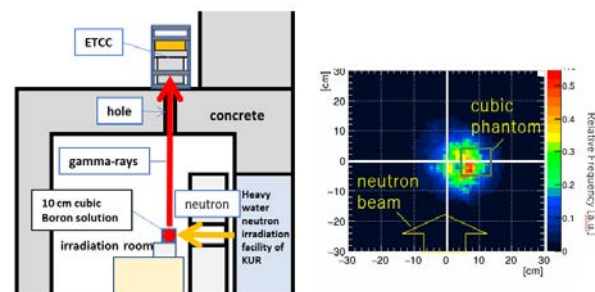 ETCC
hole
concrete
gamma-rays
10 cm cubic
Boron solution
irradiation room
neutron
Heavy
water
neutron
irradiation
facility of
KUR
[cm]
30
20
10
0
-10
-20
-30
-30 -20 -10 0 10 20 30
[cm]
cubic
phantom
neutron
beam
0.5
0.4
0.3
0.2
0.1
0
Relative Frequency [a.u.]